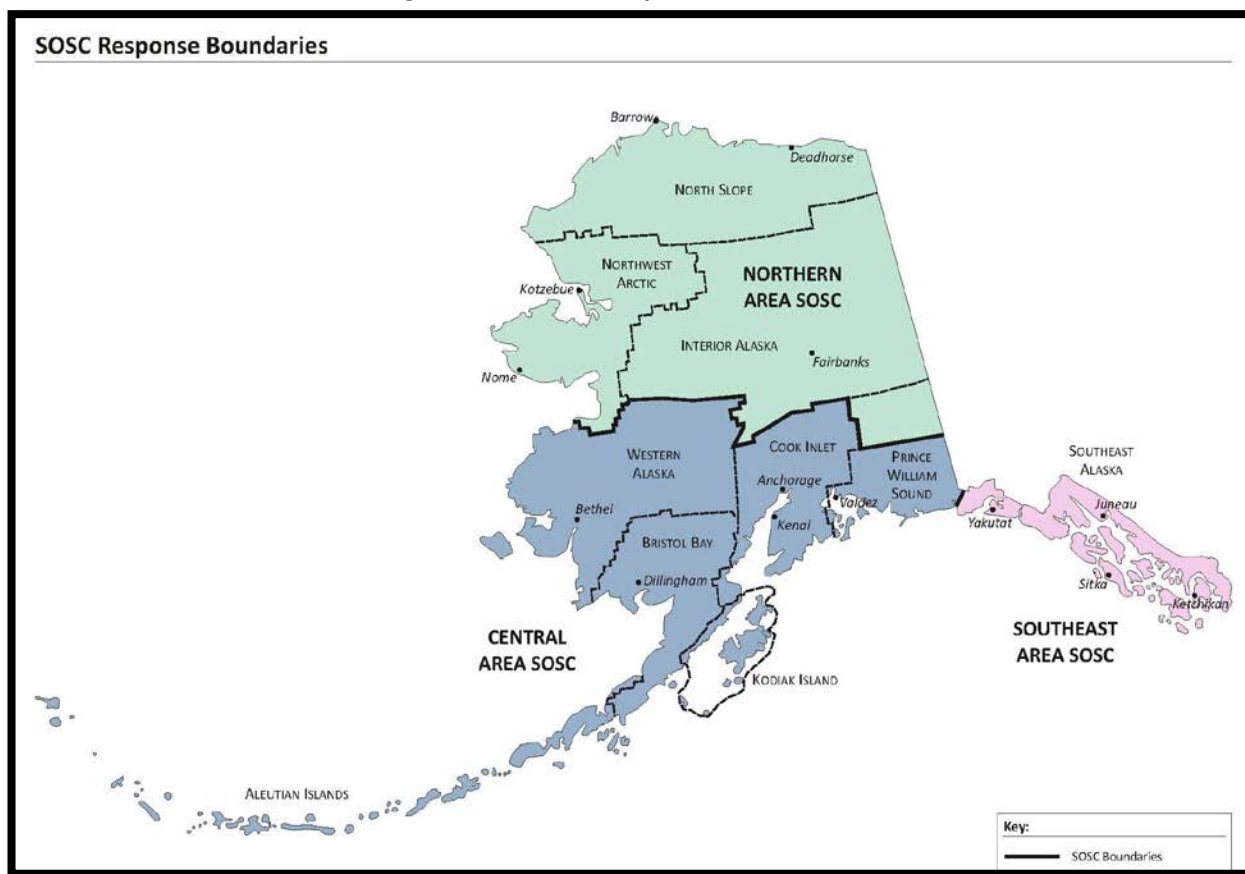 SOSC Response Boundaries
Barrow
Deadhorse
NORTH SLOPE
NORTHWEST
ARCTIC
NORTHERN
AREA SOSC
Kotzebue
INTERIOR ALASKA
Fairbanks
Nome
WESTERN
ALASKA
COOK INLET
PRINCE
WILLIAM
SOUND
SOUTHEAST
ALASKA
Anchorage
Valdez
Juneau
Bethel
Kenai
Yakutat
BRISTOL BAY
Dillingham
Sitka
Ketchikan
CENTRAL
AREA SOSC
SOUTHEAST
AREA SOSC
KODIAK ISLAND
ALEUTIAN ISLANDS
Key:
SOSC Boundaries